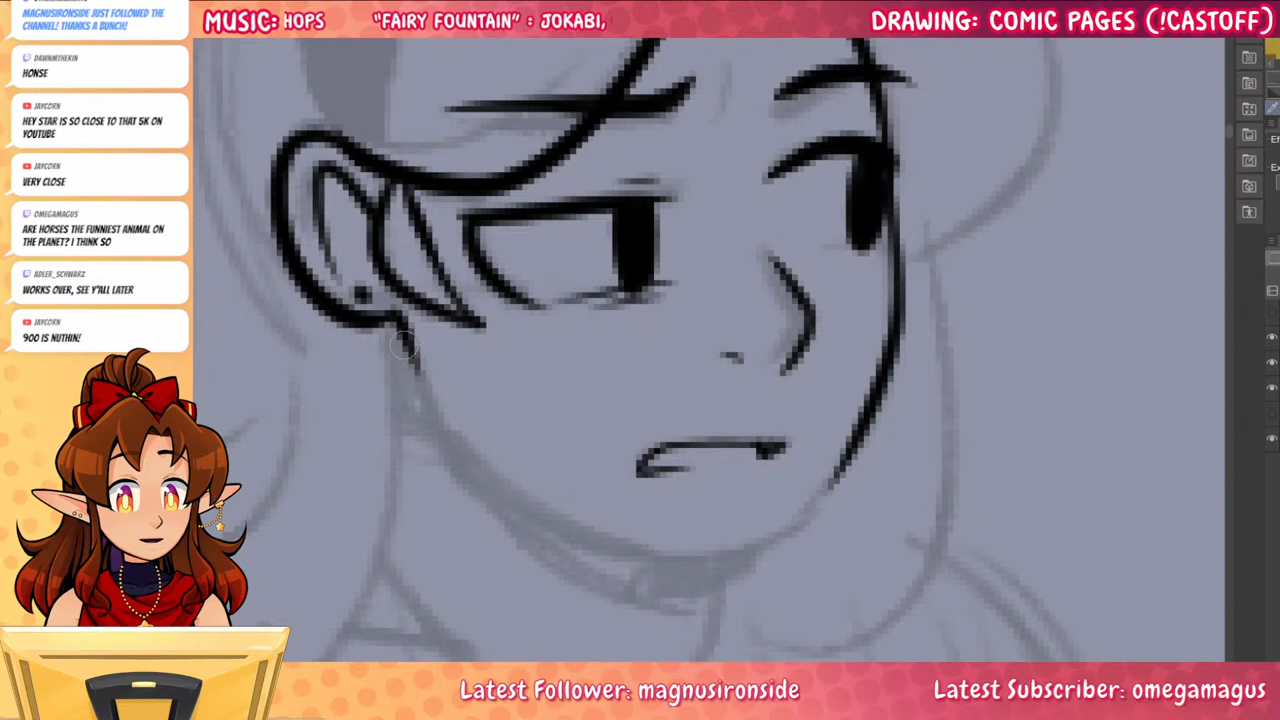 MUSIC: HOPS "FAIRY FOUNTAIN" : JOKABI,
DRAWING: COMIC PAGES (!CASTOFF)
MAGNUSIRONSIDE JUST FOLLOWED THE
CHANNEL! THANKS A BUNCH!
DAWNMTHERIN
HONSE
JAYCORN
HEY STAR IS SO CLOSE TO THAT 5K ON
YOUTUBE
JAYCORN
VERY CLOSE
OMEGAMAGUS
ARE HORSES THE FUNNIEST ANIMAL ON
THE PLANET? I THINK SO
ADLER_SCHWARZ
WORKS OVER, SEE Y'ALL LATER
JAYCORN
900 IS NUTHIN!
Latest Follower: magnusironside
Latest Subscriber: omegamagus